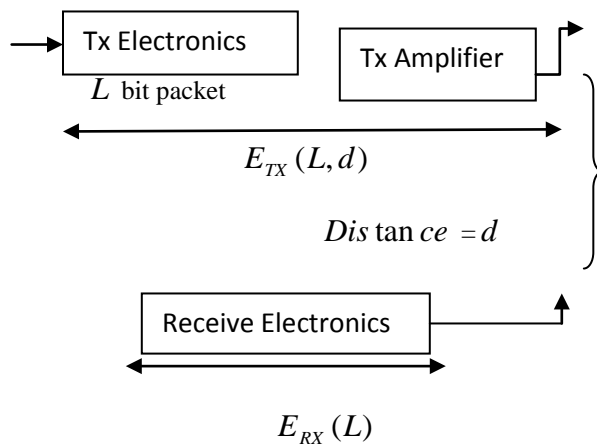 Tx Electronics
Tx Amplifier
L bit packet
E_TX (L, d)
Dis tan ce = d
Receive Electronics
E_RX (L)